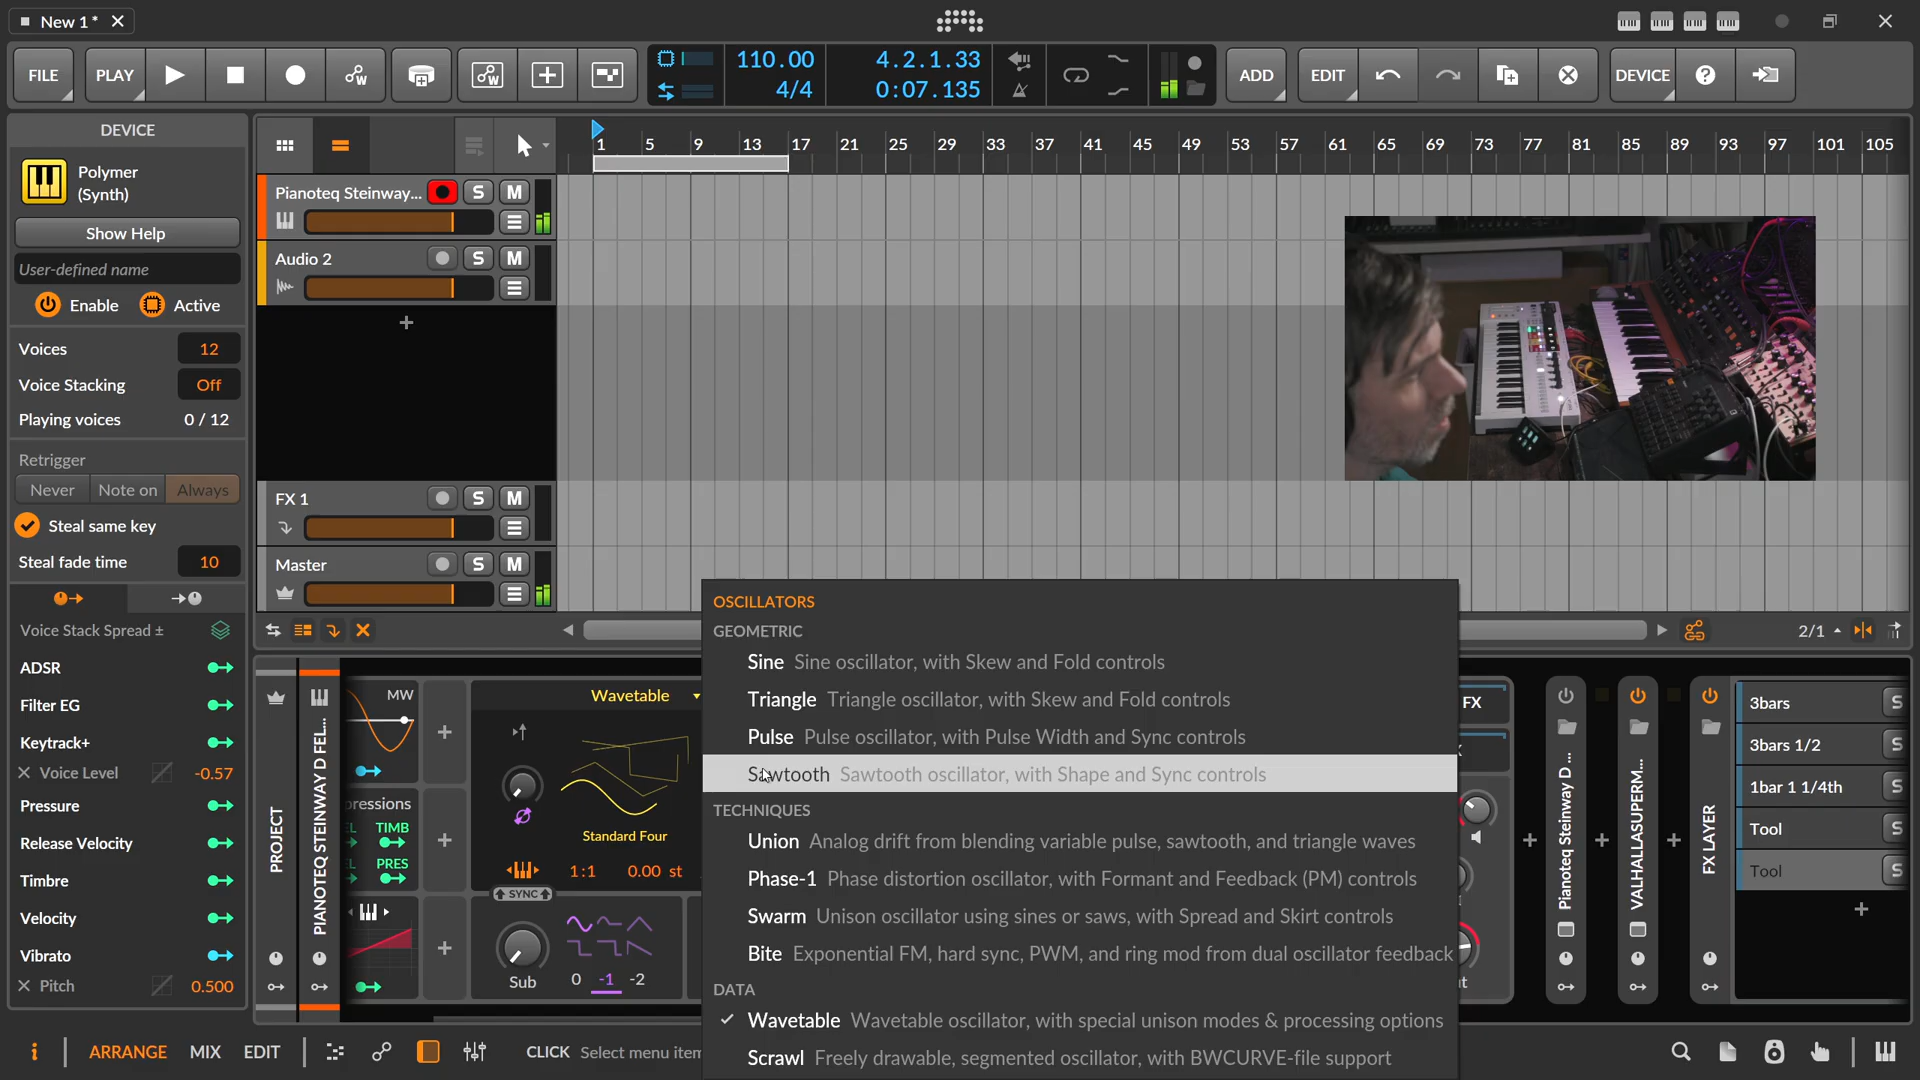 New 1*
FILE
PLAY
110.00
4/4
4.2.1.33
0:07.135
ADD
EDIT
DEVICE
DEVICE
Polymer
(Synth)
Show Help
User-defined name
Enable
Active
Voices 12
Voice Stacking Off
Playing voices 0 / 12
Retrigger
Never Note on Always
Steal same key
Steal fade time 10
Voice Stack Spread ±
ADSR
Filter EG
Keytrack+
Voice Level -0.57
Pressure
Release Velocity
Timbre
Velocity
Vibrato
Pitch 0.500
1 5 9 13 17 21 25 29 33 37 41 45 49 53 57 61 65 69 73 77 81 85 89 93 97 101 105
Pianoteq Steinway... S M
Audio 2 S M
FX 1 S M
Master S M
2/1
PROJECT
PIANOTEQ STEINWAY D FEL...
MW
pressions
TIMB
PRES
Wavetable
Standard Four
1:1 0.00 st
SYNC
Sub 0 -1 -2
OSCILLATORS
GEOMETRIC
Sine Sine oscillator, with Skew and Fold controls
Triangle Triangle oscillator, with Skew and Fold controls
Pulse Pulse oscillator, with Pulse Width and Sync controls
Sawtooth Sawtooth oscillator, with Shape and Sync controls
TECHNIQUES
Union Analog drift from blending variable pulse, sawtooth, and triangle waves
Phase-1 Phase distortion oscillator, with Formant and Feedback (PM) controls
Swarm Unison oscillator using sines or saws, with Spread and Skirt controls
Bite Exponential FM, hard sync, PWM, and ring mod from dual oscillator feedback
DATA
Wavetable Wavetable oscillator, with special unison modes & processing options
Scrawl Freely drawable, segmented oscillator, with BWCURVE-file support
FX
Pianoteq Steinway D ...
VALHALLASUPERM...
FX LAYER
3bars S
3bars 1/2 S
1bar 1 1/4th S
Tool S
Tool S
ARRANGE MIX EDIT
CLICK Select menu item